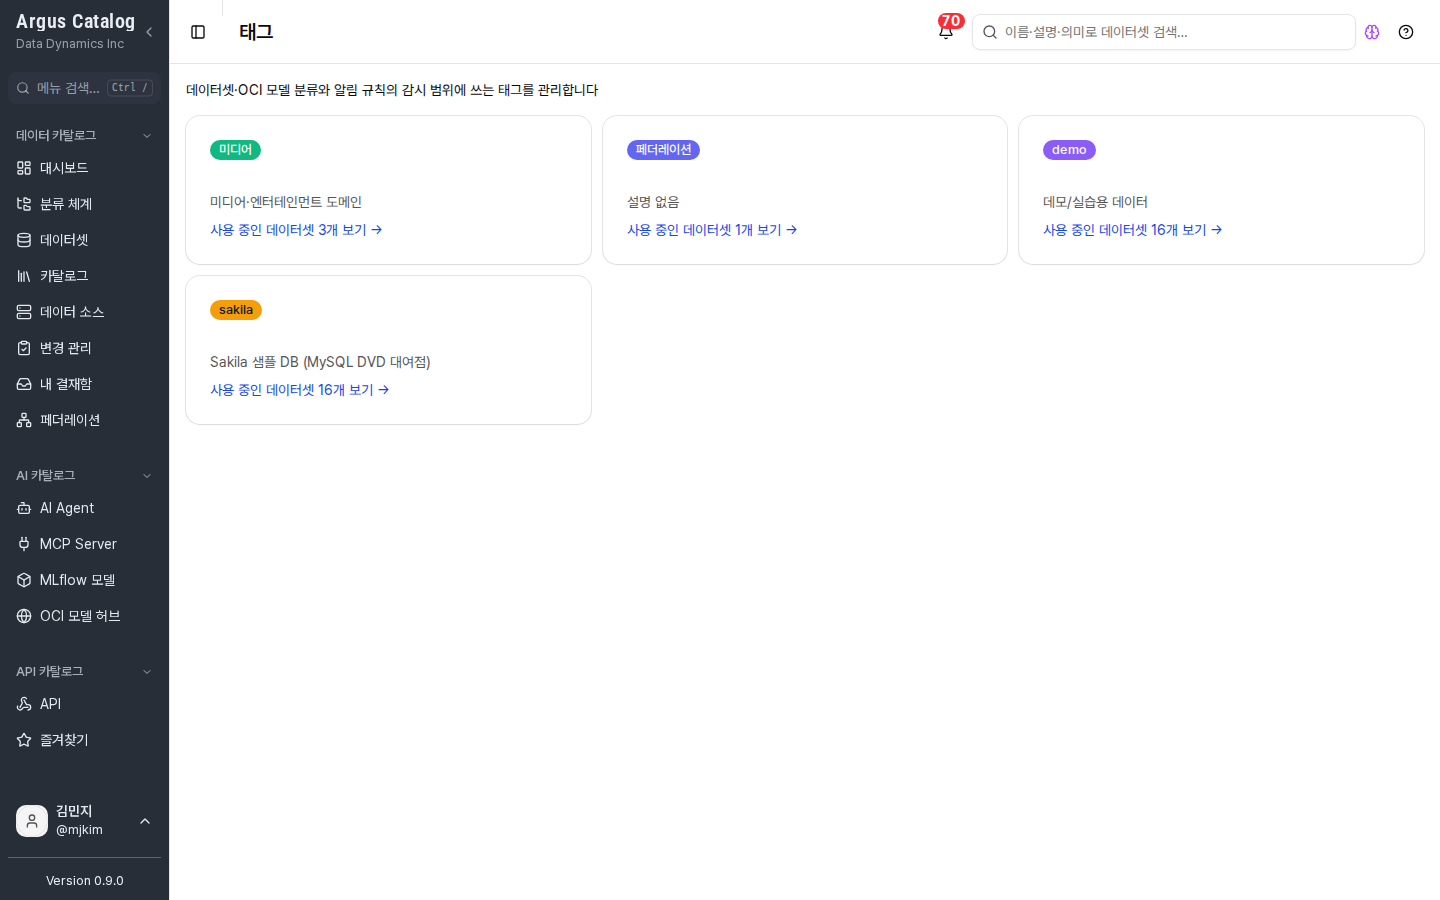 Argus Catalog
Data Dynamics Inc
메뉴 검색... Ctrl /
데이터 카탈로그
대시보드
분류 체계
데이터셋
카탈로그
데이터 소스
변경 관리
내 결재함
페더레이션
AI 카탈로그
AI Agent
MCP Server
MLflow 모델
OCI 모델 허브
API 카탈로그
API
즐겨찾기
김민지
@mjkim
Version 0.9.0
태그
70
이름·설명·의미로 데이터셋 검색...
데이터셋·OCI 모델 분류와 알림 규칙의 감시 범위에 쓰는 태그를 관리합니다
미디어
미디어·엔터테인먼트 도메인
사용 중인 데이터셋 3개 보기 →
페더레이션
설명 없음
사용 중인 데이터셋 1개 보기 →
demo
데모/실습용 데이터
사용 중인 데이터셋 16개 보기 →
sakila
Sakila 샘플 DB (MySQL DVD 대여점)
사용 중인 데이터셋 16개 보기 →